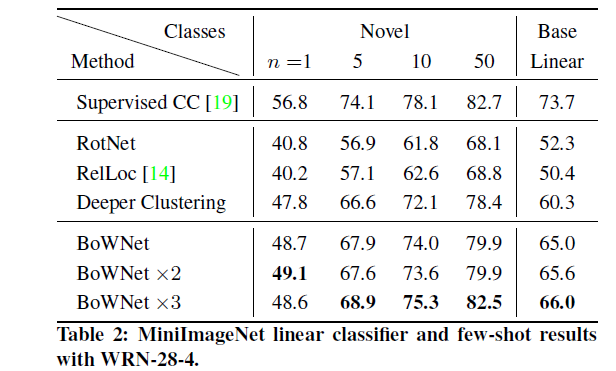 Classes Novel Base
Method n =1 5 10 50 Linear
Supervised CC [19] 56.8 74.1 78.1 82.7 73.7
RotNet 40.8 56.9 61.8 68.1 52.3
RelLoc [14] 40.2 57.1 62.6 68.8 50.4
Deeper Clustering 47.8 66.6 72.1 78.4 60.3
BoWNet 48.7 67.9 74.0 79.9 65.0
BoWNet ×2 49.1 67.6 73.6 79.9 65.6
BoWNet ×3 48.6 68.9 75.3 82.5 66.0
Table 2: MiniImageNet linear classifier and few-shot results
with WRN-28-4.